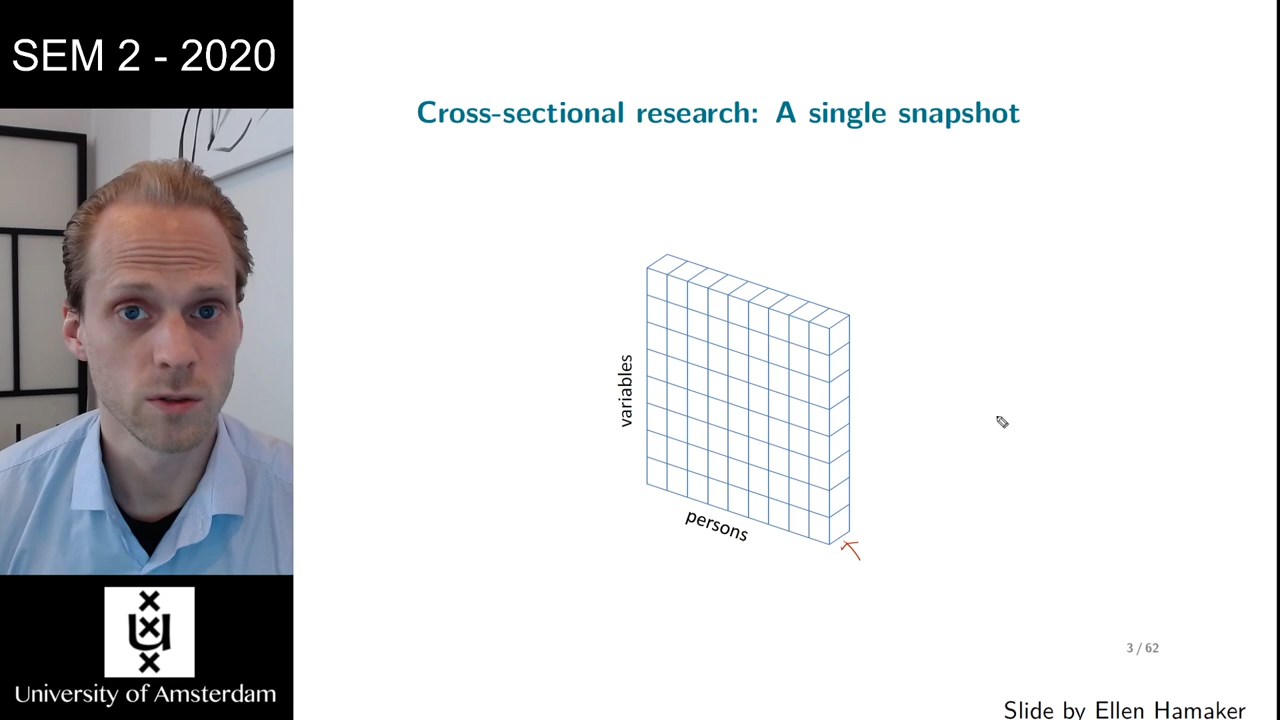 SEM 2 - 2020
Cross-sectional research: A single snapshot
variables
persons
3 / 62
University of Amsterdam
Slide by Ellen Hamaker